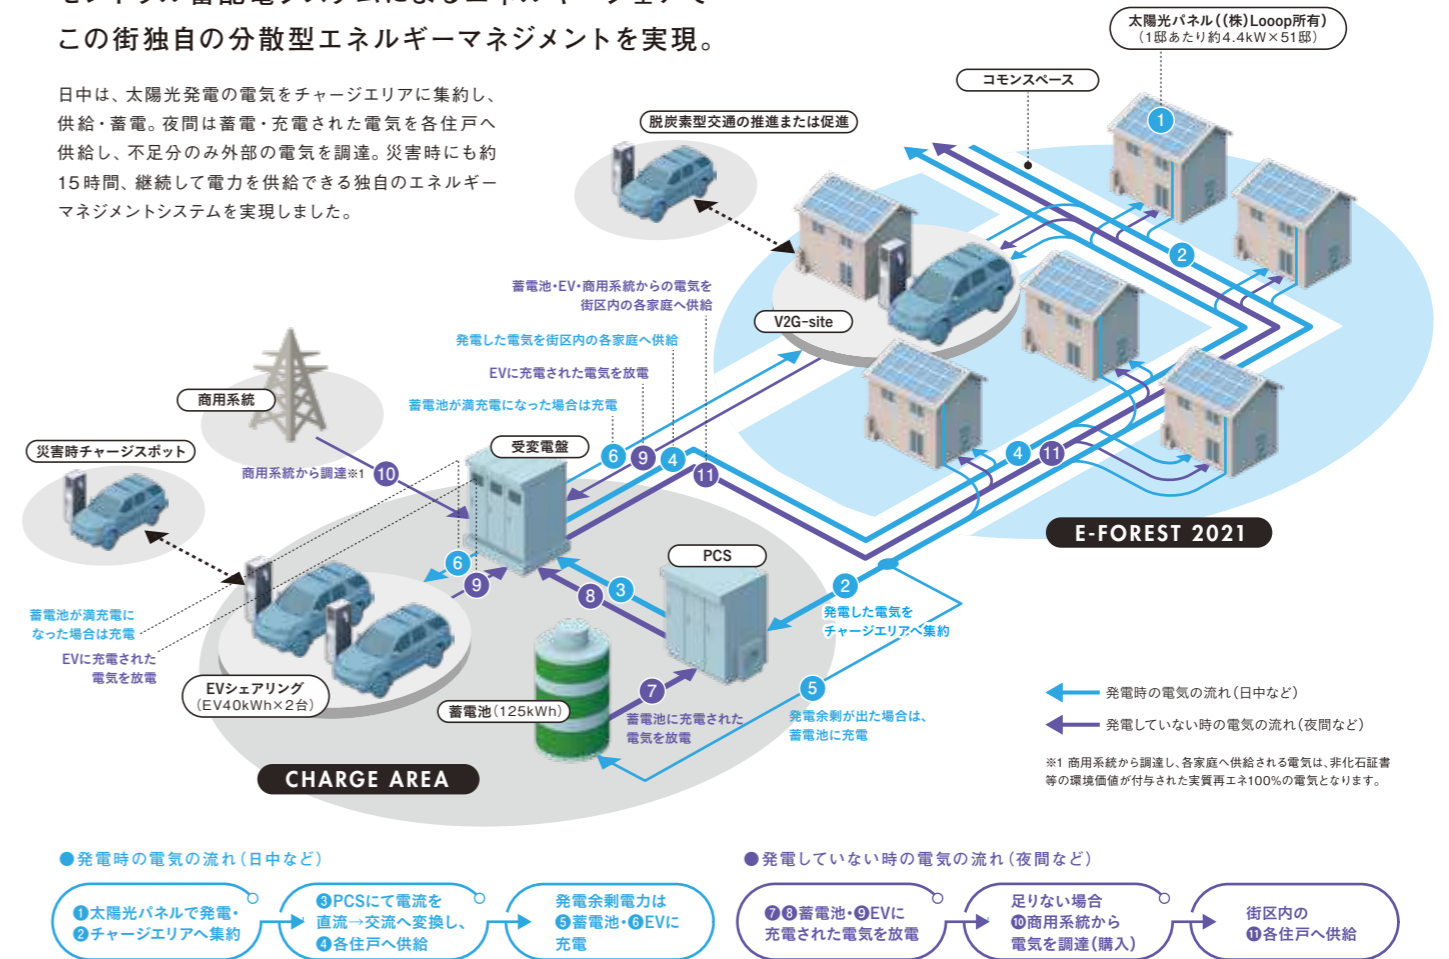 この街独自の分散型エネルギーマネジメントを実現。
日中は、太陽光発電の電気をチャージエリアに集約し、
供給・蓄電。夜間は蓄電・充電された電気を各住戸へ
供給し、不足分のみ外部の電気を調達。災害時にも約
15時間、継続して電力を供給できる独自のエネルギー
マネジメントシステムを実現しました。
太陽光パネル((株)Looop所有)
(1邸あたり約4.4kW×51邸)
コモンスペース
脱炭素型交通の推進または促進
1
2
蓄電池・EV・商用系統からの電気を
街区内の各家庭へ供給
V2G-site
発電した電気を街区内の各家庭へ供給
EVに充電された電気を放電
蓄電池が満充電になった場合は充電
商用系統
災害時チャージスポット
受変電盤
商用系統から調達※1
10
6
9
4
11
4
11
E-FOREST 2021
PCS
6
9
3
8
2
発電した電気を
チャージエリアへ集約
蓄電池が満充電に
なった場合は充電
EVに充電された
電気を放電
EVシェアリング
(EV40kWh×2台)
蓄電池(125kWh)
7
蓄電池に充電された
電気を放電
5
発電余剰が出た場合は、
蓄電池に充電
CHARGE AREA
発電時の電気の流れ(日中など)
発電していない時の電気の流れ(夜間など)
※1 商用系統から調達し、各家庭へ供給される電気は、非化石証書
等の環境価値が付与された実質再エネ100%の電気となります。
●発電時の電気の流れ(日中など)
❶太陽光パネルで発電・
❷チャージエリアへ集約
❸PCSにて電流を
直流→交流へ変換し、
❹各住戸へ供給
発電余剰電力は
❺蓄電池・❻EVに
充電
●発電していない時の電気の流れ(夜間など)
❼❽蓄電池・❾EVに
充電された電気を放電
足りない場合
❿商用系統から
電気を調達(購入)
街区内の
⓫各住戸へ供給